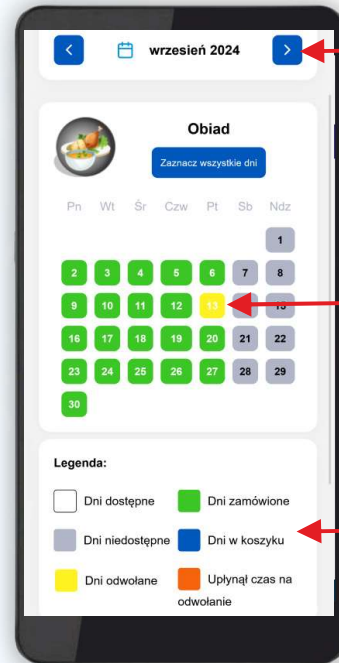 wrzesień 2024
Obiad
Zaznacz wszystkie dni
Pn Wt Śr Czw Pt Sb Ndz
1
2 3 4 5 6 7 8
9 10 11 12 13 15
16 17 18 19 20 21 22
23 24 25 26 27 28 29
30
Legenda:
Dni dostępne Dni zamówione
Dni niedostępne Dni w koszyku
Dni odwołane Upłynął czas na
odwołanie